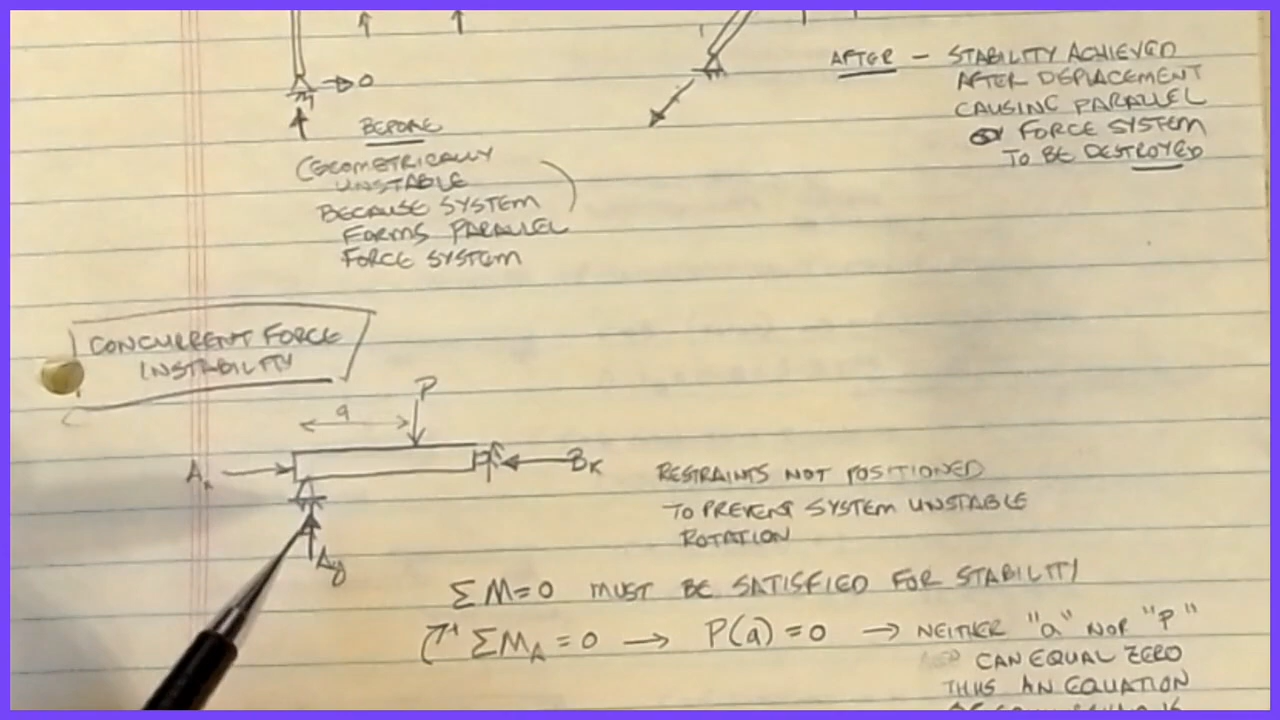 AFTER – STABILITY ACHIEVED
AFTER DEPLACEMENT
CAUSING PARALLEL
FORCE SYSTEM
TO BE DESTROYED
0
BEFORE
(GEOMETRICALLY
UNSTABLE
BECAUSE SYSTEM
FORMS PARALLEL
FORCE SYSTEM)
CONCURRENT FORCE
INSTABILITY
P
a
Ax
Bx
Ay
RESTRAINTS NOT POSITIONED
TO PREVENT SYSTEM UNSTABLE
ROTATION
ΣM=0 MUST BE SATISFIED FOR STABILITY
↱+ ΣMA = 0 → P(a) = 0 → NEITHER "a" NOR "P"
CAN EQUAL ZERO
THUS AN EQUATION